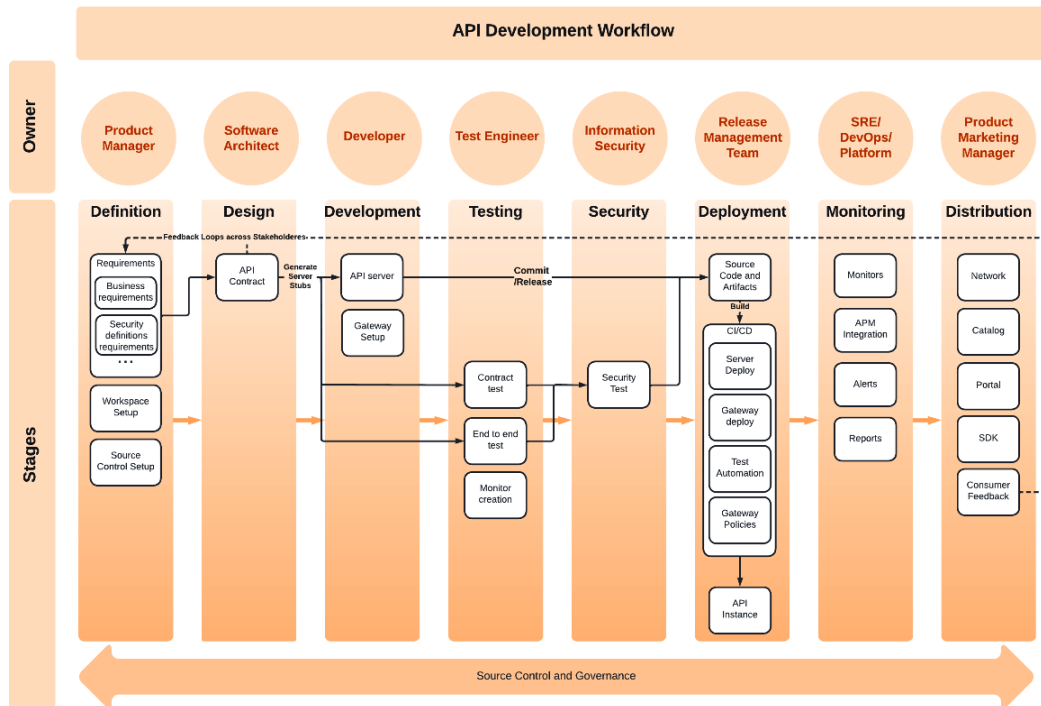 API Development Workflow
Owner
Product
Manager
Software
Architect
Developer
Test Engineer
Information
Security
Release
Management
Team
SRE/
DevOps/
Platform
Product
Marketing
Manager
Stages
Definition
Design
Development
Testing
Security
Deployment
Monitoring
Distribution
Feedback Loops across Stakeholderes
Requirements
Business
requirements
Security
definitions
requirements
...
Workspace
Setup
Source
Control Setup
API
Contract
Generate
Server
Stubs
API server
Gateway
Setup
Commit
/Release
Contract
test
End to end
test
Monitor
creation
Security
Test
Source
Code and
Artifacts
Build
CI/CD
Server
Deploy
Gateway
deploy
Test
Automation
Gateway
Policies
API
Instance
Monitors
APM
Integration
Alerts
Reports
Network
Catalog
Portal
SDK
Consumer
Feedback
Source Control and Governance